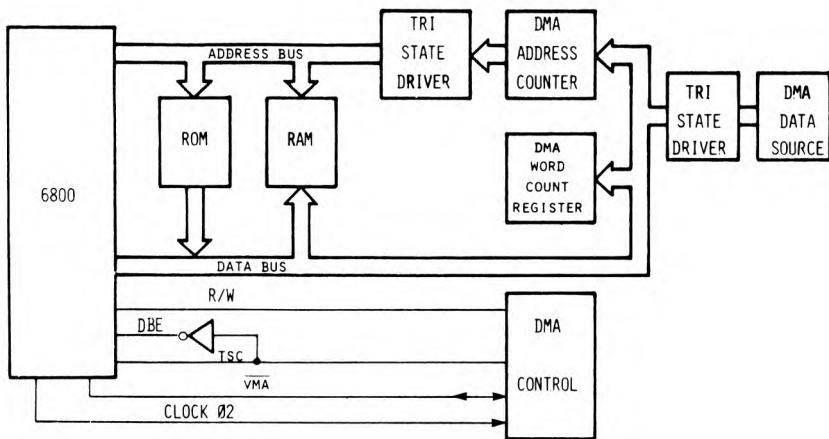 6800
ADDRESS BUS
ROM
RAM
TRI
STATE
DRIVER
DMA
ADDRESS
COUNTER
DMA
WORD
COUNT
REGISTER
TRI
STATE
DRIVER
DMA
DATA
SOURCE
DATA BUS
R/W
DBE
TSC
VMA
CLOCK Ø2
DMA
CONTROL